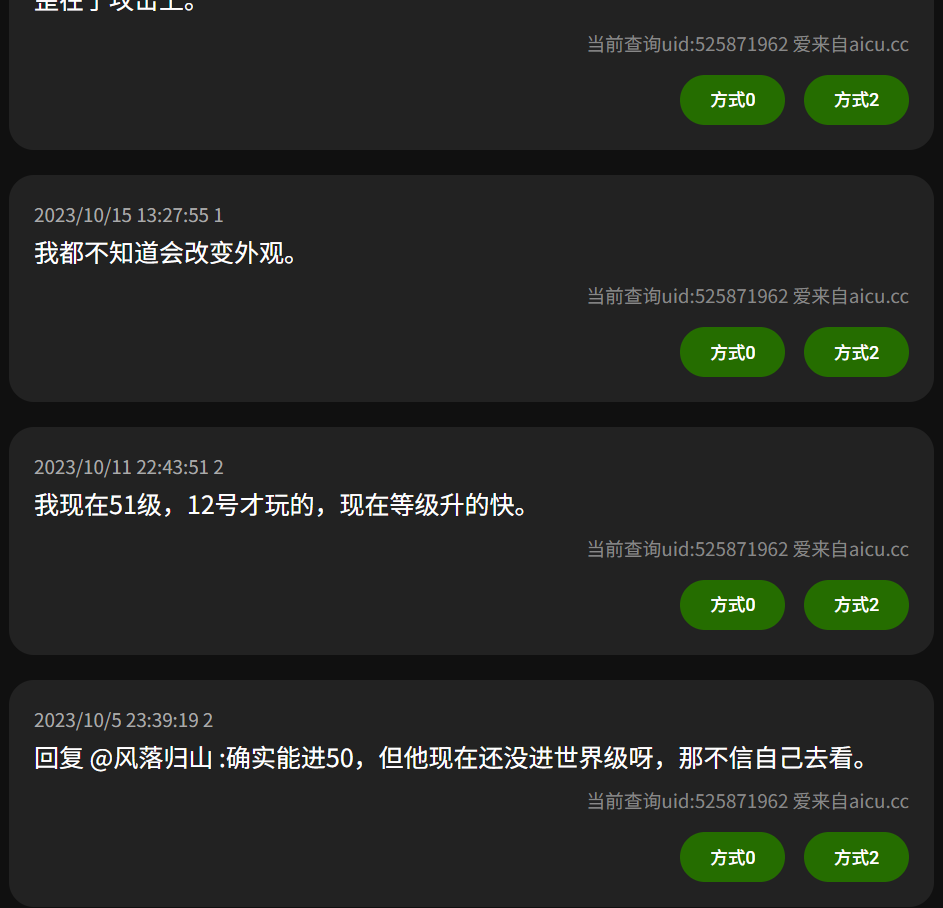 当前查询uid:525871962 爱来自aicu.cc
方式0 方式2
2023/10/15 13:27:55 1
我都不知道会改变外观。
当前查询uid:525871962 爱来自aicu.cc
方式0 方式2
2023/10/11 22:43:51 2
我现在51级，12号才玩的，现在等级升的快。
当前查询uid:525871962 爱来自aicu.cc
方式0 方式2
2023/10/5 23:39:19 2
回复 @风落归山 :确实能进50，但他现在还没进世界级呀，那不信自己去看。
当前查询uid:525871962 爱来自aicu.cc
方式0 方式2